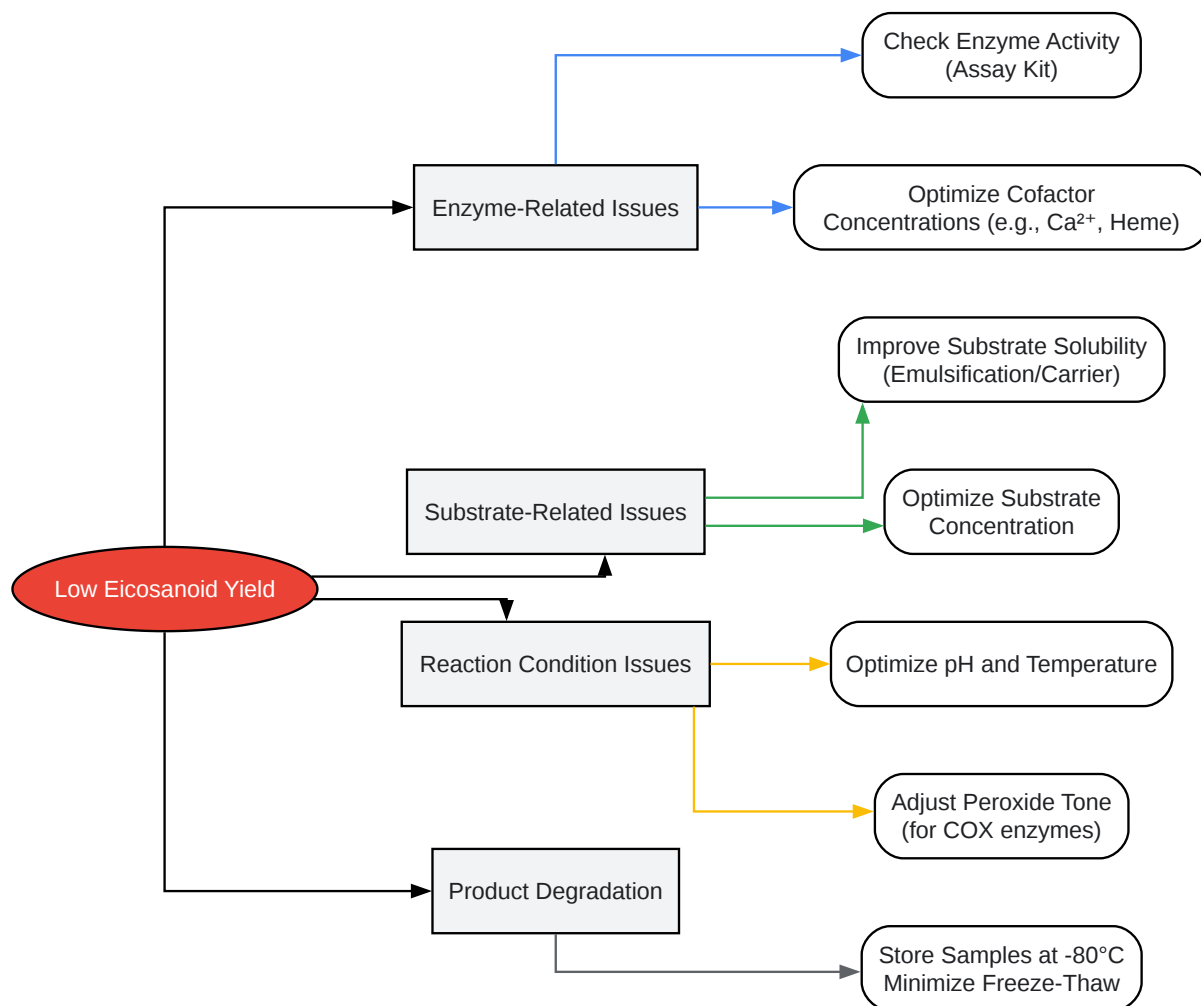 Check Enzyme Activity
(Assay Kit)
Enzyme-Related Issues
Optimize Cofactor
Concentrations (e.g., Ca²⁺, Heme)
Improve Substrate Solubility
(Emulsification/Carrier)
Substrate-Related Issues
Optimize Substrate
Concentration
Low Eicosanoid Yield
Reaction Condition Issues
Optimize pH and Temperature
Adjust Peroxide Tone
(for COX enzymes)
Product Degradation
Store Samples at -80°C
Minimize Freeze-Thaw